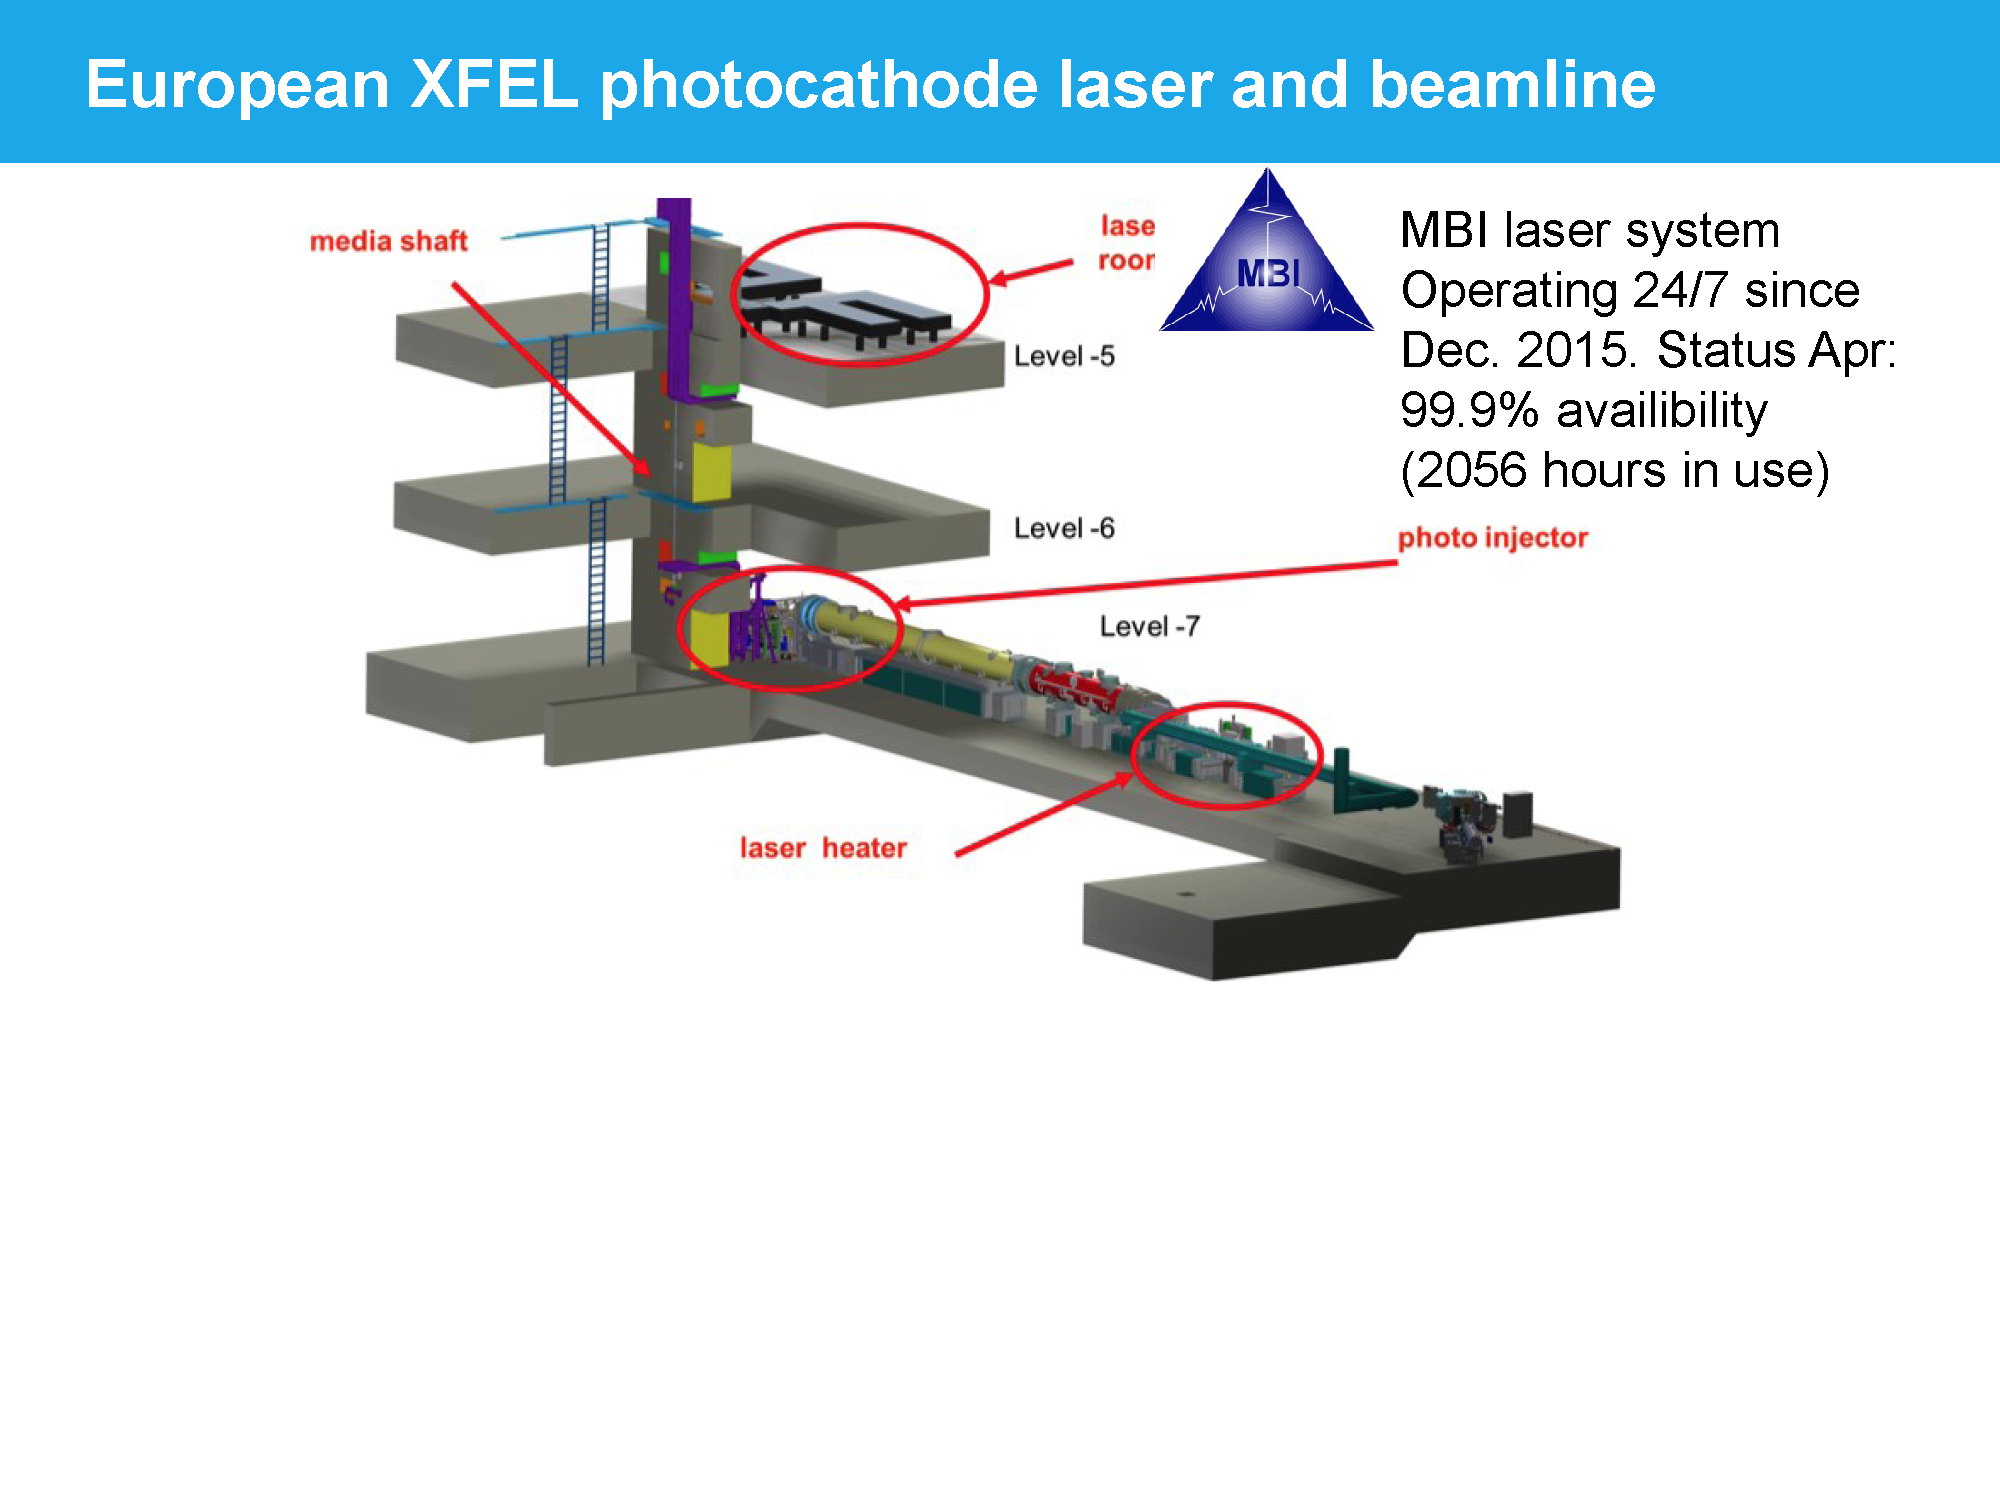 European XFEL photocathode laser and beamline
media shaft
lase
roor
MBI
MBI laser system
Operating 24/7 since
Dec. 2015. Status Apr:
99.9% availibility
(2056 hours in use)
Level -5
Level -6
photo injector
Level -7
laser heater